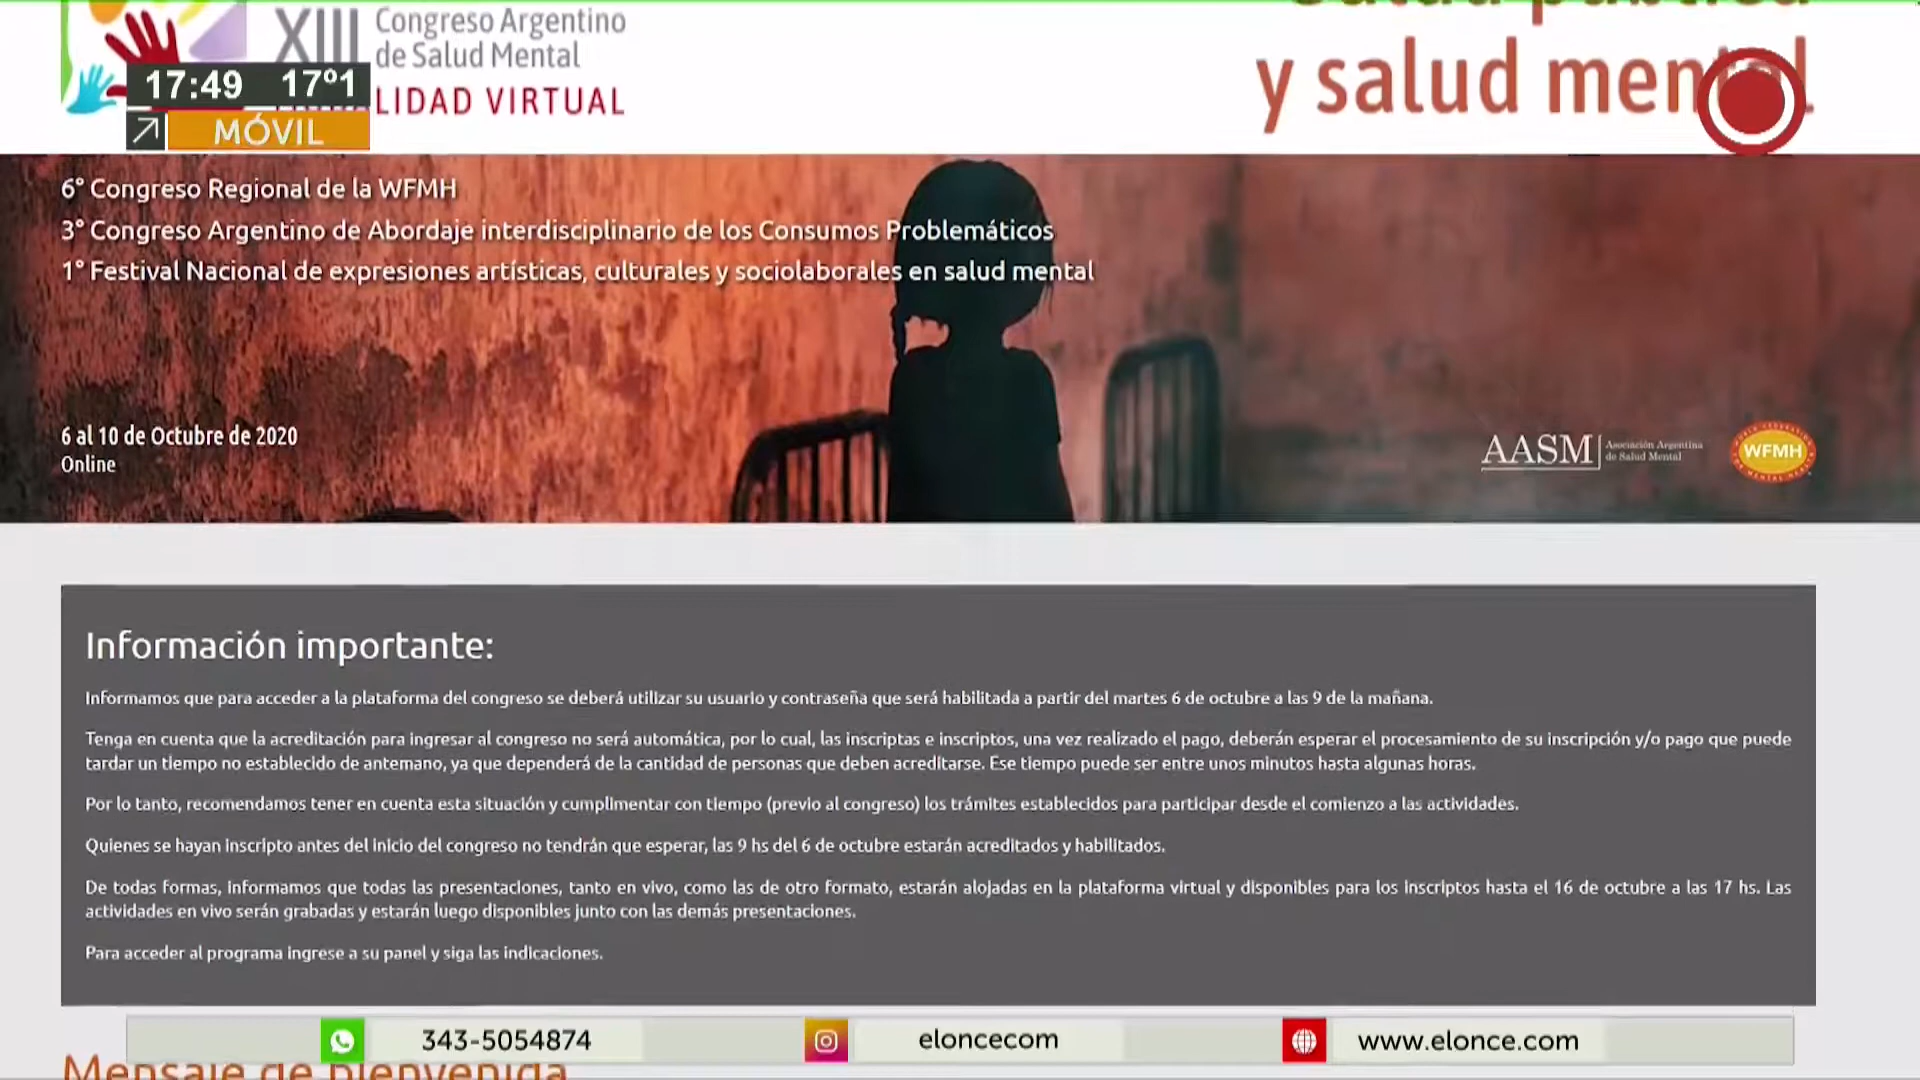 XIII Congreso Argentino
de Salud Mental
LIDAD VIRTUAL
y salud mental
17:49 17º1
MÓVIL
6° Congreso Regional de la WFMH
3° Congreso Argentino de Abordaje interdisciplinario de los Consumos Problemáticos
1° Festival Nacional de expresiones artísticas, culturales y sociolaborales en salud mental
6 al 10 de Octubre de 2020
Online
AASM Asociación Argentina
de Salud Mental
WFMH
Información importante:
Informamos que para acceder a la plataforma del congreso se deberá utilizar su usuario y contraseña que será habilitada a partir del martes 6 de octubre a las 9 de la mañana.
Tenga en cuenta que la acreditación para ingresar al congreso no será automática, por lo cual, las inscriptas e inscriptos, una vez realizado el pago, deberán esperar el procesamiento de su inscripción y/o pago que puede
tardar un tiempo no establecido de antemano, ya que dependerá de la cantidad de personas que deben acreditarse. Ese tiempo puede ser entre unos minutos hasta algunas horas.
Por lo tanto, recomendamos tener en cuenta esta situación y cumplimentar con tiempo (previo al congreso) los trámites establecidos para participar desde el comienzo a las actividades.
Quienes se hayan inscripto antes del inicio del congreso no tendrán que esperar, las 9 hs del 6 de octubre estarán acreditados y habilitados.
De todas formas, informamos que todas las presentaciones, tanto en vivo, como las de otro formato, estarán alojadas en la plataforma virtual y disponibles para los inscriptos hasta el 16 de octubre a las 17 hs. Las
actividades en vivo serán grabadas y estarán luego disponibles junto con las demás presentaciones.
Para acceder al programa ingrese a su panel y siga las indicaciones.
343-5054874
eloncecom
www.elonce.com
Mensaje de bienvenida